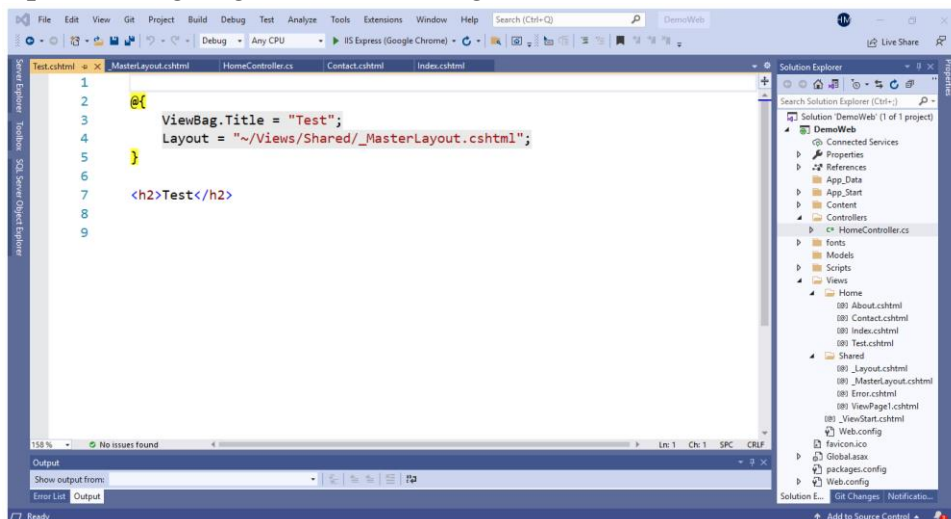 File Edit View Git Project Build Debug Test Analyze Tools Extensions Window Help Search (Ctrl+Q) DemoWeb IM
Debug Any CPU IIS Express (Google Chrome) Live Share
Server Explorer
Toolbox
SQL Server Object Explorer
Test.cshtml _MasterLayout.cshtml HomeController.cs Contact.cshtml Index.cshtml
1
2 @{
3 ViewBag.Title = "Test";
4 Layout = "~/Views/Shared/_MasterLayout.cshtml";
5 }
6
7 <h2>Test</h2>
8
9
158 % No issues found Ln: 1 Ch: 1 SPC CRLF
Output
Show output from:
Error List Output
Solution Explorer
Search Solution Explorer (Ctrl+;)
Solution 'DemoWeb' (1 of 1 project)
DemoWeb
Connected Services
Properties
References
App_Data
App_Start
Content
Controllers
C# HomeController.cs
fonts
Models
Scripts
Views
Home
About.cshtml
Contact.cshtml
Index.cshtml
Test.cshtml
Shared
_Layout.cshtml
_MasterLayout.cshtml
Error.cshtml
ViewPage1.cshtml
_ViewStart.cshtml
Web.config
favicon.ico
Global.asax
packages.config
Web.config
Solution E... Git Changes Notificatio...
Properties
Ready Add to Source Control